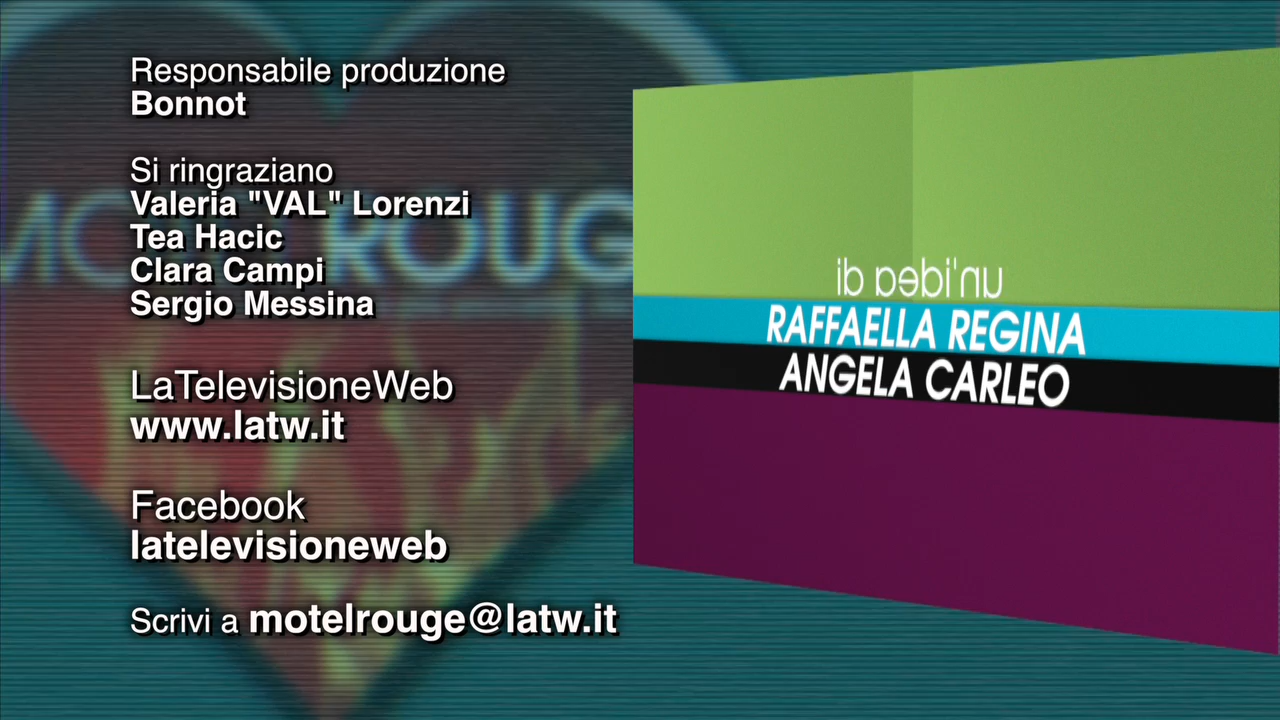 Responsabile produzione
Bonnot
Si ringraziano
Valeria "VAL" Lorenzi
Tea Hacic
Clara Campi
Sergio Messina
LaTelevisioneWeb
www.latw.it
Facebook
latelevisioneweb
Scrivi a motelrouge@latw.it
MOTELROUG
un'idea di
RAFFAELLA REGINA
ANGELA CARLEO